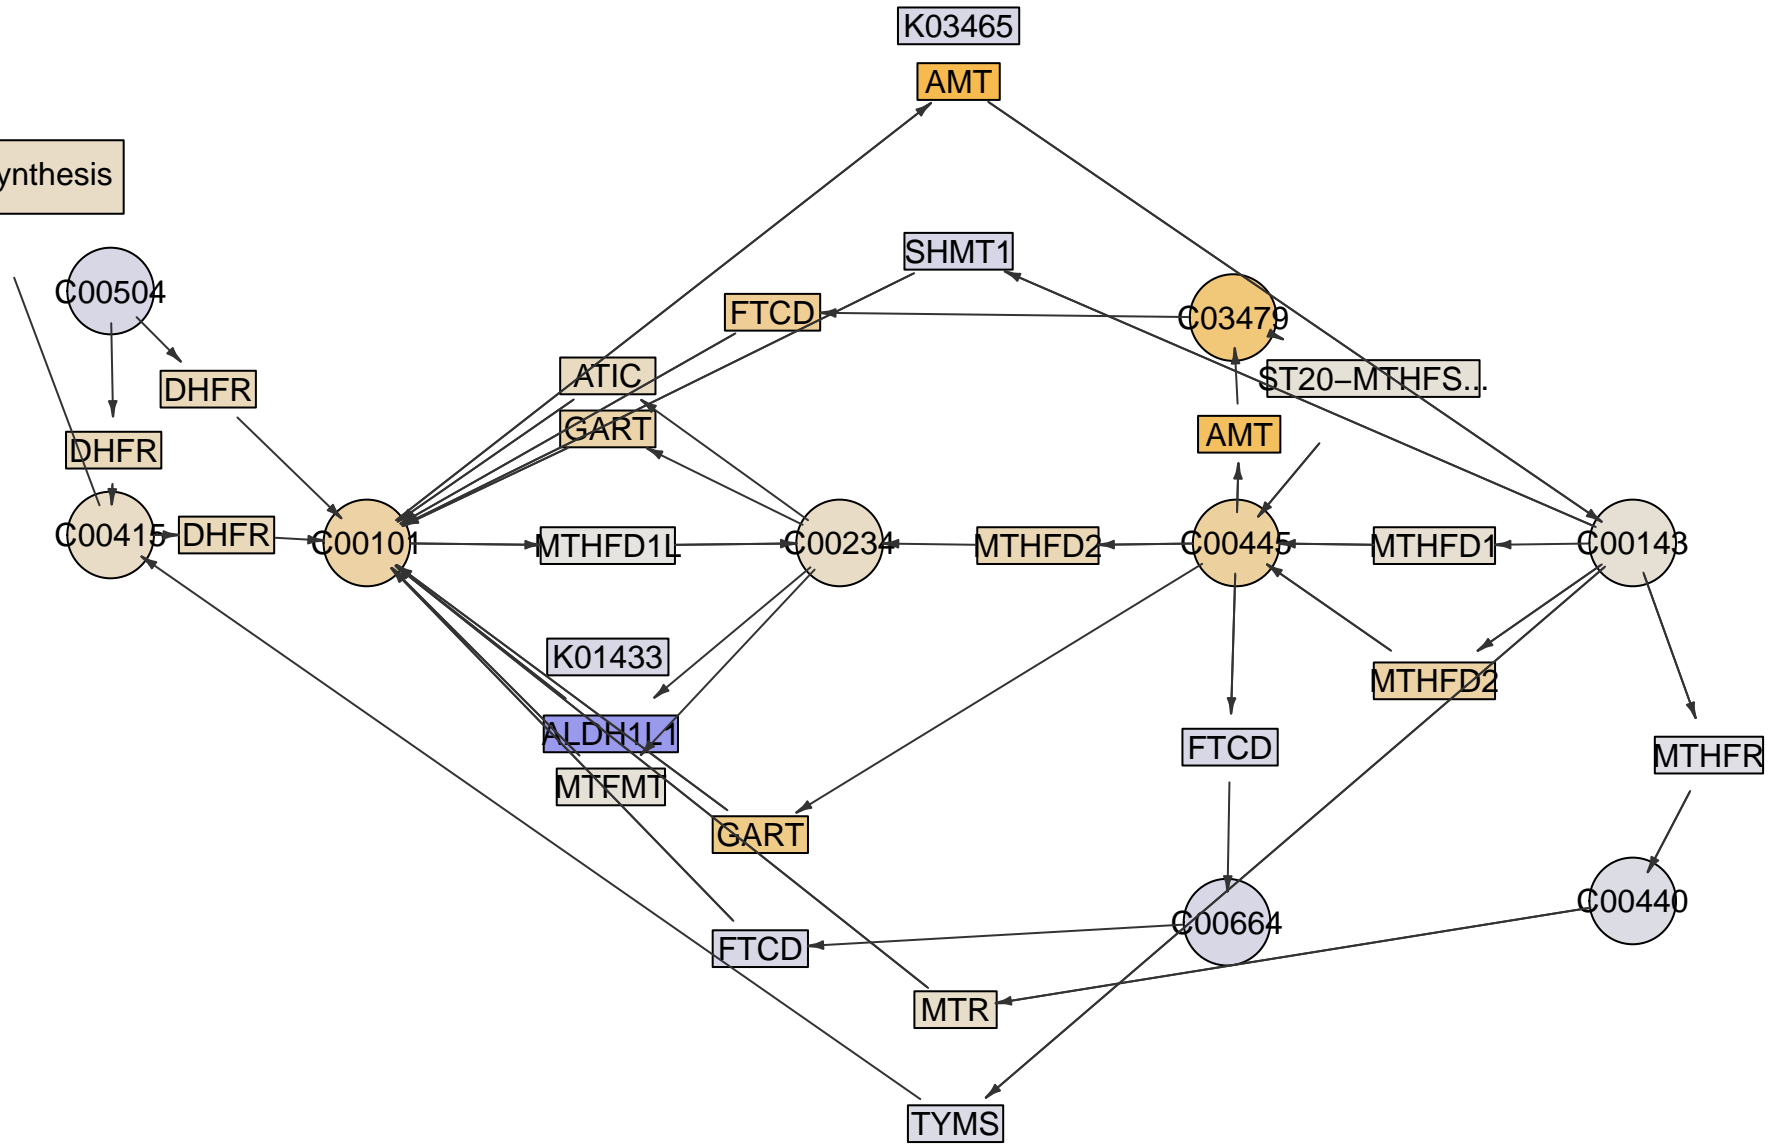 K03465
AMT
ynthesis
SHMT1
C00504
FTCD
C03479
ATIC
ST20−MTHFS...
DHFR
GART
AMT
DHFR
C00415
DHFR
C00101
MTHFD1L
C00234
MTHFD2
C00445
MTHFD1
C00143
K01433
MTHFD2
ALDH1L1
FTCD
MTHFR
MTFMT
GART
C00440
C00664
FTCD
MTR
TYMS